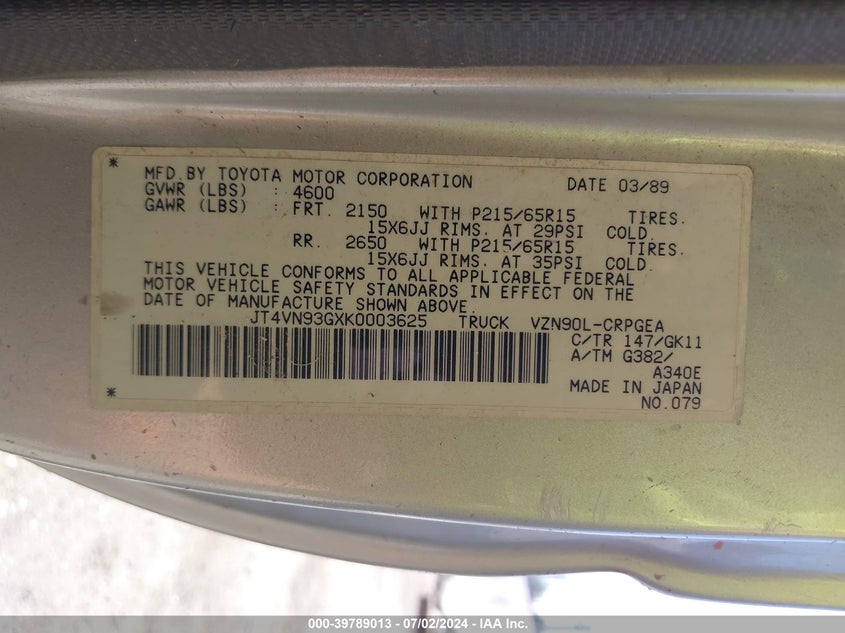 * MFD.BY TOYOTA MOTOR CORPORATION DATE 03/89
GVWR (LBS) : 4600
GAWR (LBS) : FRT. 2150 WITH P215/65R15 TIRES.
15X6JJ RIMS. AT 29PSI COLD.
RR. 2650 WITH P215/65R15 TIRES.
15X6JJ RIMS. AT 35PSI COLD.
THIS VEHICLE CONFORMS TO ALL APPLICABLE FEDERAL
MOTOR VEHICLE SAFETY STANDARDS IN EFFECT ON THE
DATE OF MANUFACTURE SHOWN ABOVE.
JT4VN93GXK0003625 TRUCK VZN90L-CRPGEA
C/TR 147/GK11
A/TM G382/
A340E
MADE IN JAPAN
* NO.079
000-39789013 - 07/02/2024 - IAA Inc.